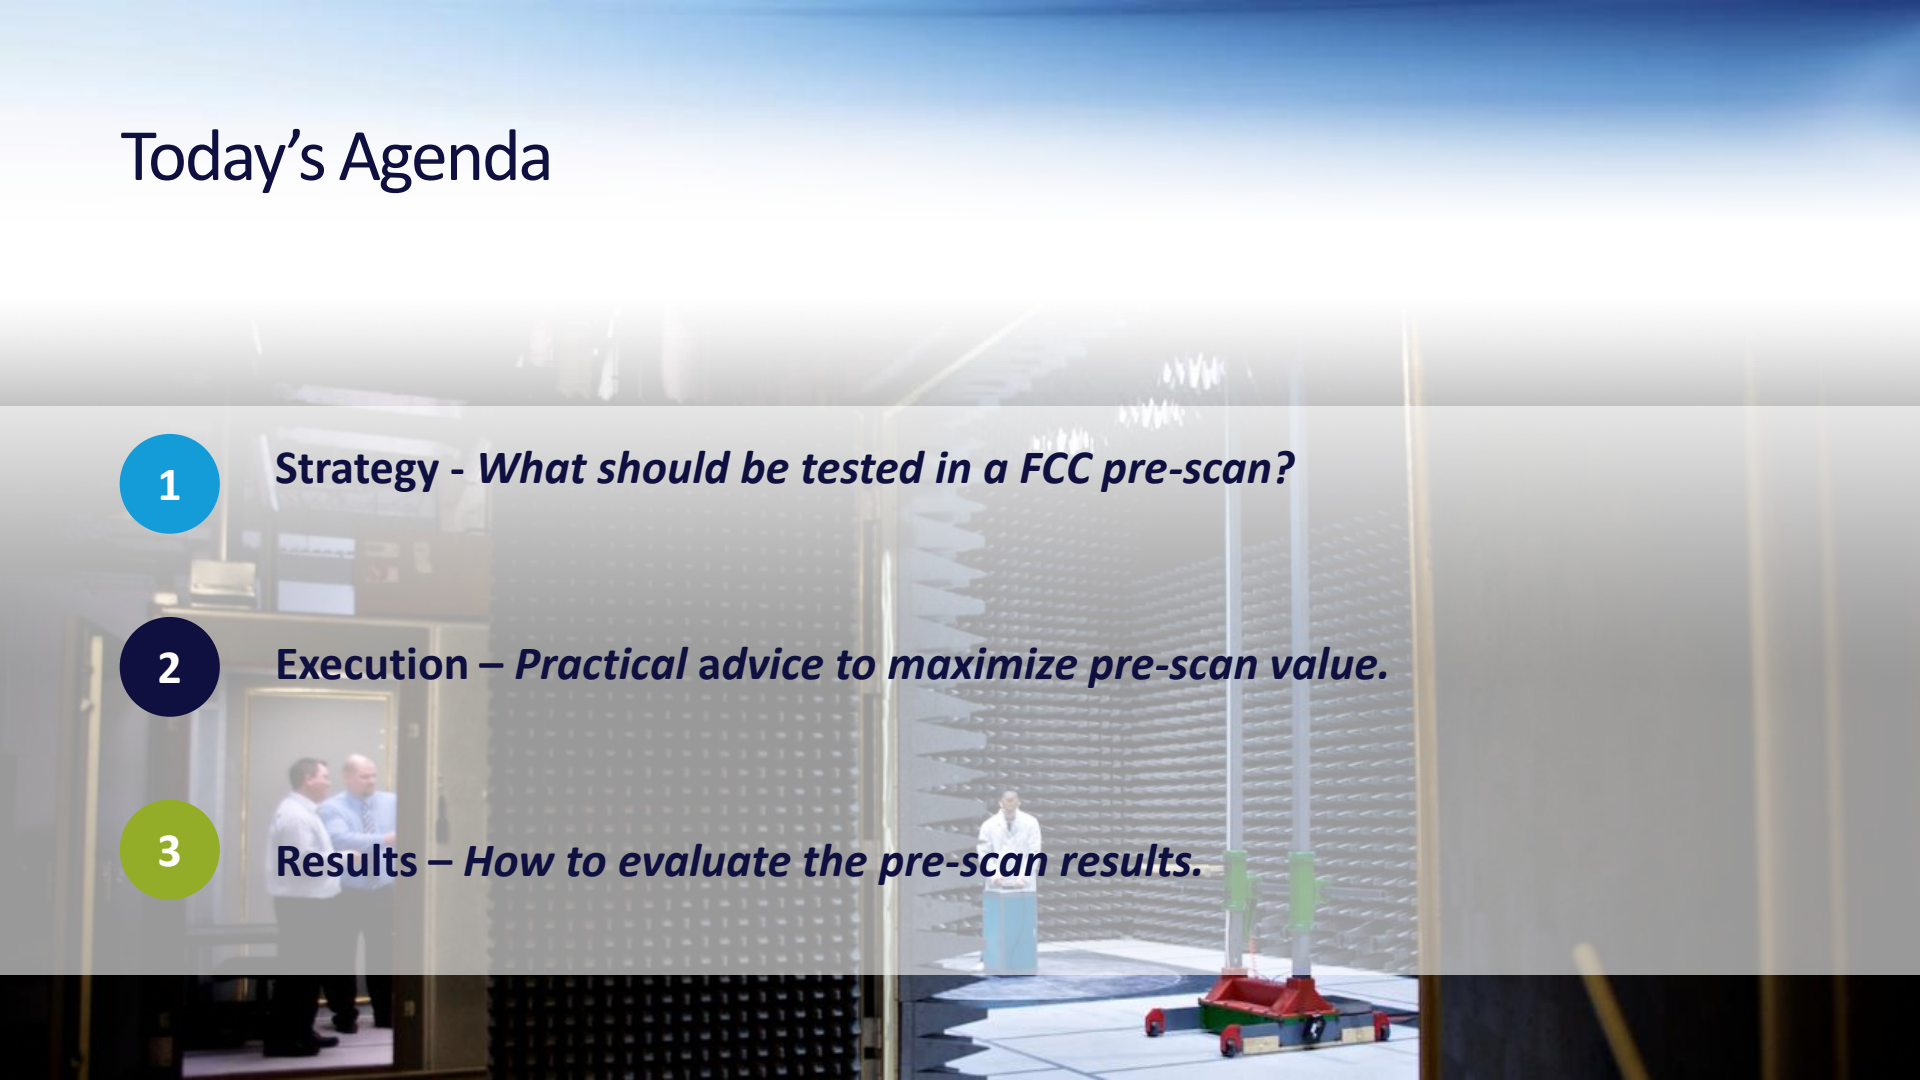 Today’s Agenda
1
Strategy - What should be tested in a FCC pre-scan?
2
Execution – Practical advice to maximize pre-scan value.
3
Results – How to evaluate the pre-scan results.